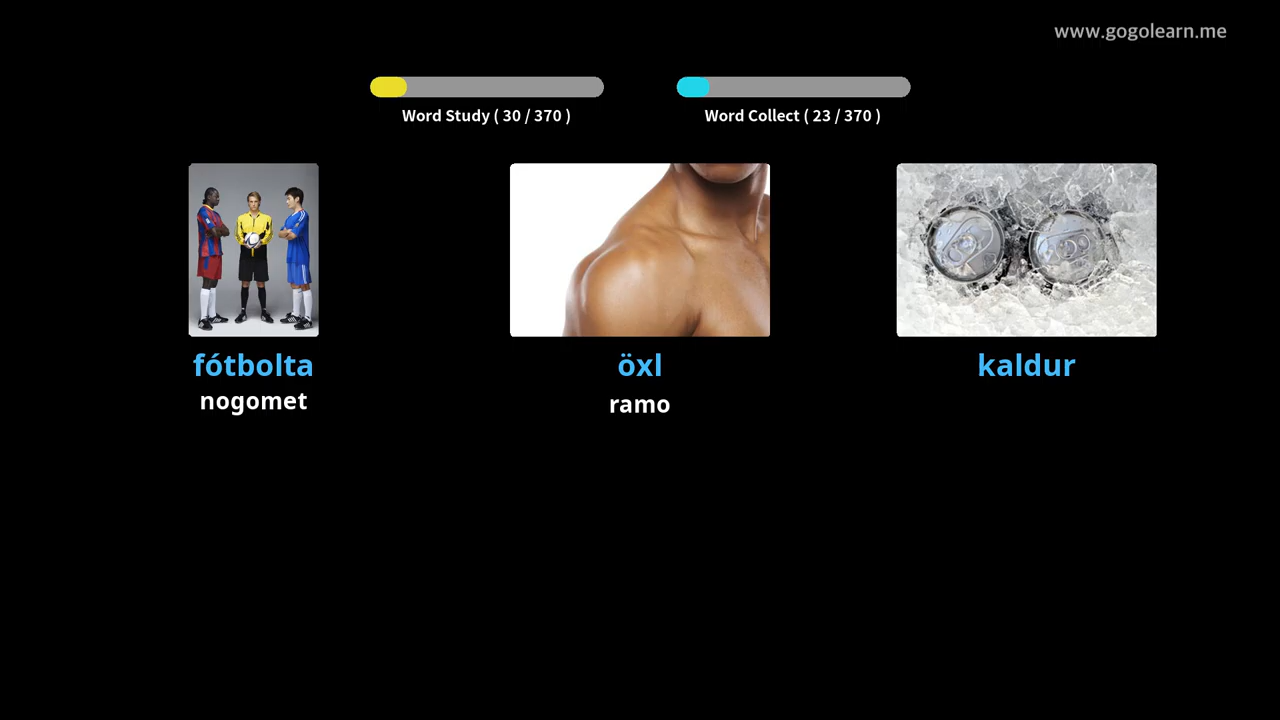 www.gogolearn.me
Word Study ( 30 / 370 )
Word Collect ( 23 / 370 )
fótbolta
nogomet
öxl
ramo
kaldur